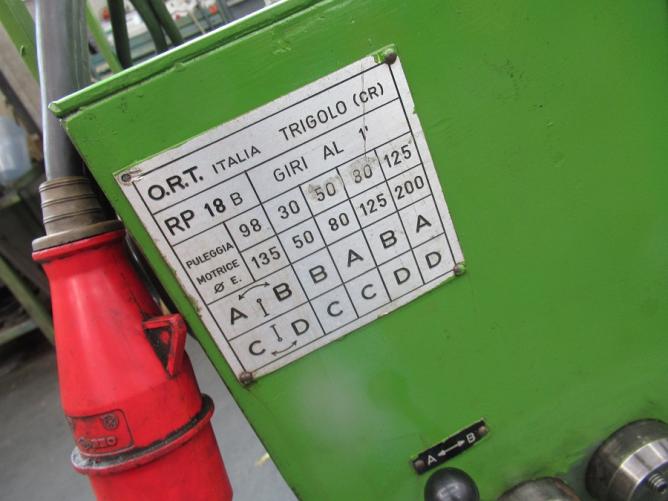 O.R.T. ITALIA TRIGOLO (CR)
RP 18 B GIRI AL 1'
PULEGGIA MOTRICE Ø E. 98 30 50 80 125
135 50 80 125 200
A B B A B A
C D C C D D
A B